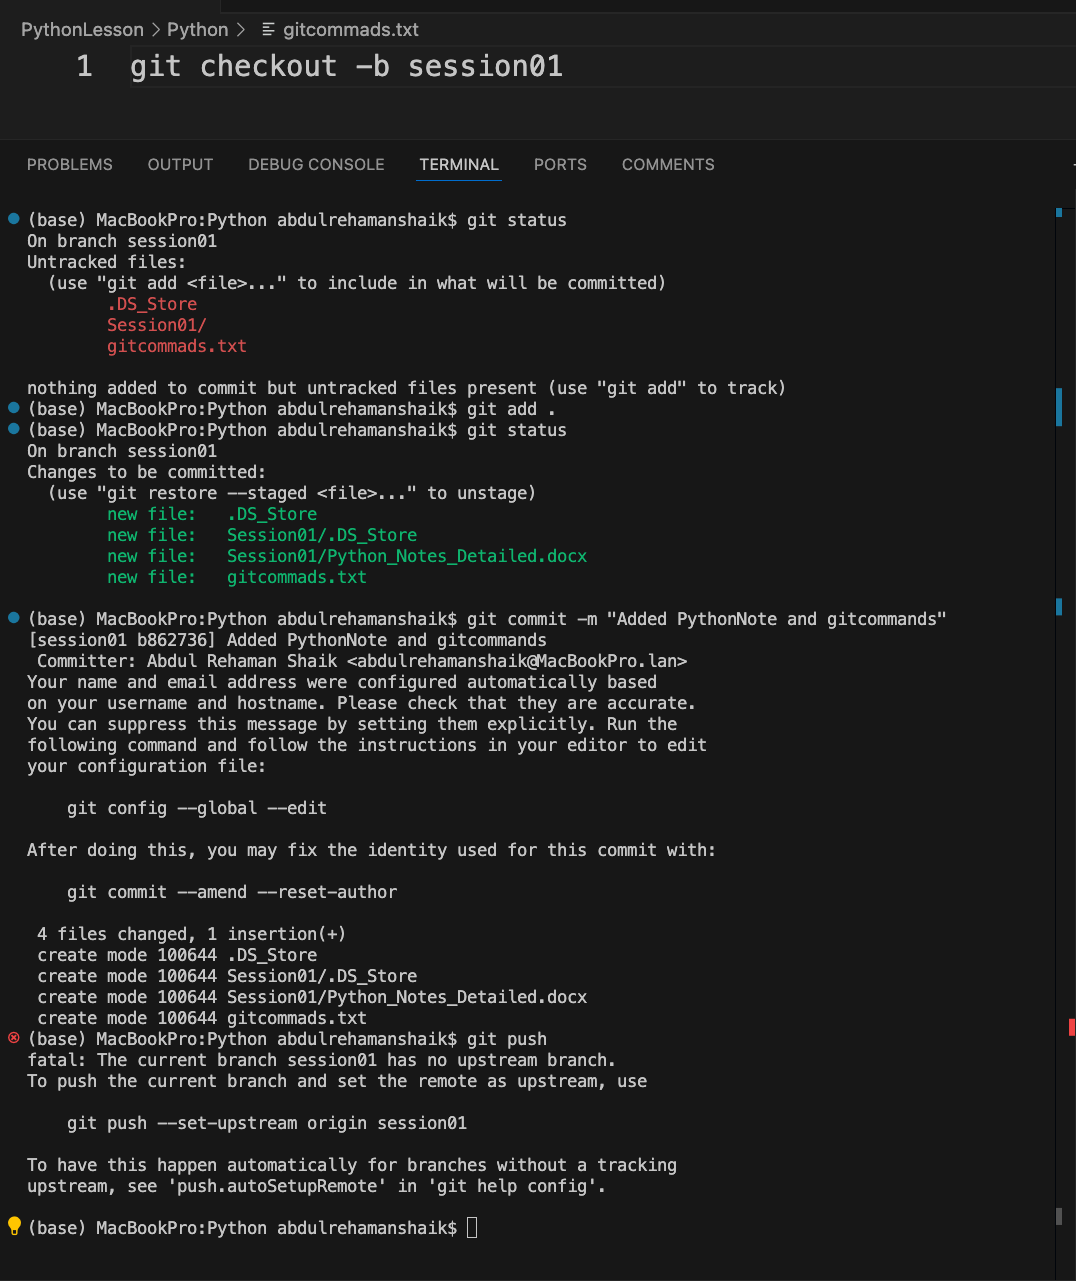 PythonLesson > Python > gitcommads.txt
1 git checkout -b session01
PROBLEMS OUTPUT DEBUG CONSOLE TERMINAL PORTS COMMENTS
(base) MacBookPro:Python abdulrehamanshaik$ git status
On branch session01
Untracked files:
  (use "git add <file>..." to include in what will be committed)
        .DS_Store
        Session01/
        gitcommads.txt

nothing added to commit but untracked files present (use "git add" to track)
(base) MacBookPro:Python abdulrehamanshaik$ git add .
(base) MacBookPro:Python abdulrehamanshaik$ git status
On branch session01
Changes to be committed:
  (use "git restore --staged <file>..." to unstage)
        new file:   .DS_Store
        new file:   Session01/.DS_Store
        new file:   Session01/Python_Notes_Detailed.docx
        new file:   gitcommads.txt

(base) MacBookPro:Python abdulrehamanshaik$ git commit -m "Added PythonNote and gitcommands"
[session01 b862736] Added PythonNote and gitcommands
 Committer: Abdul Rehaman Shaik <abdulrehamanshaik@MacBookPro.lan>
Your name and email address were configured automatically based
on your username and hostname. Please check that they are accurate.
You can suppress this message by setting them explicitly. Run the
following command and follow the instructions in your editor to edit
your configuration file:

    git config --global --edit

After doing this, you may fix the identity used for this commit with:

    git commit --amend --reset-author

 4 files changed, 1 insertion(+)
 create mode 100644 .DS_Store
 create mode 100644 Session01/.DS_Store
 create mode 100644 Session01/Python_Notes_Detailed.docx
 create mode 100644 gitcommads.txt
(base) MacBookPro:Python abdulrehamanshaik$ git push
fatal: The current branch session01 has no upstream branch.
To push the current branch and set the remote as upstream, use

    git push --set-upstream origin session01

To have this happen automatically for branches without a tracking
upstream, see 'push.autoSetupRemote' in 'git help config'.

(base) MacBookPro:Python abdulrehamanshaik$